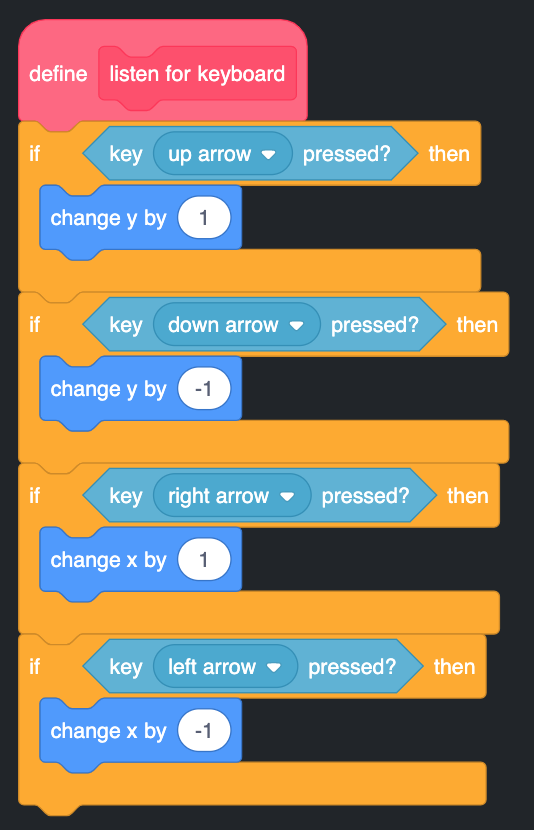 define listen for keyboard
if key up arrow pressed? then
change y by 1
if key down arrow pressed? then
change y by -1
if key right arrow pressed? then
change x by 1
if key left arrow pressed? then
change x by -1